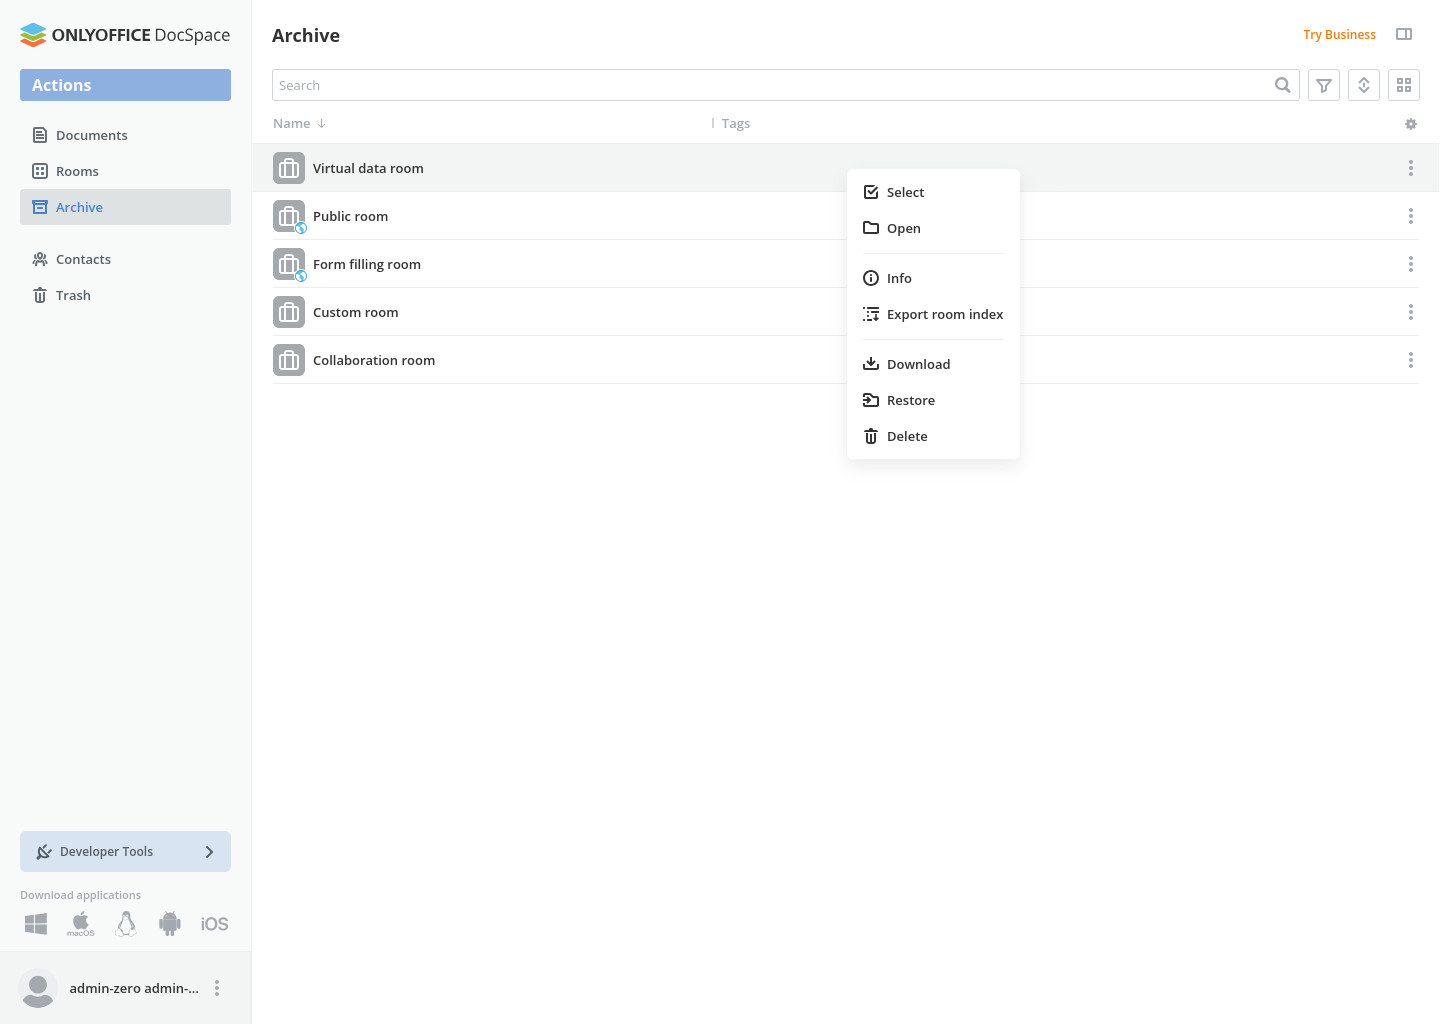 ONLYOFFICE DocSpace
Actions
Documents
Rooms
Archive
Contacts
Trash
Developer Tools
Download applications
macOS
iOS
admin-zero admin-...
Archive
Try Business
Search
Name
Tags
Virtual data room
Public room
Form filling room
Custom room
Collaboration room
Select
Open
Info
Export room index
Download
Restore
Delete